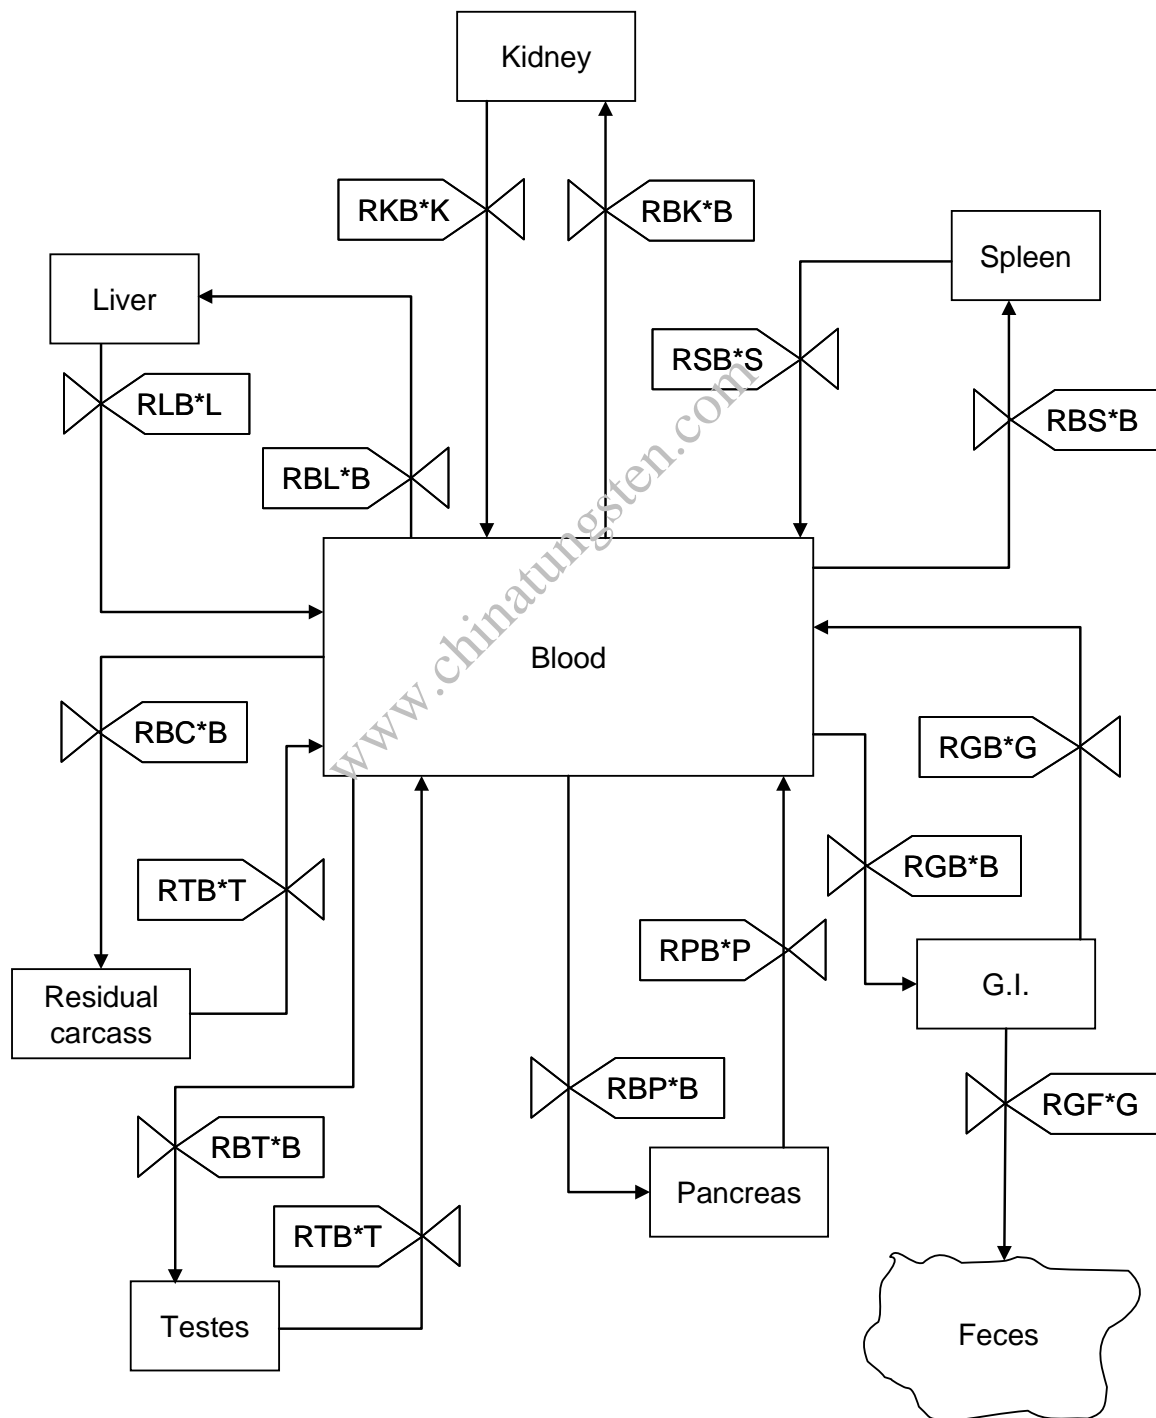 Kidney
RKB*K
RBK*B
Spleen
Liver
RSB*S
RLB*L
RBS*B
RBL*B
www.chinatungsten.com
Blood
RBC*B
RGB*G
RTB*T
RGB*B
RPB*P
Residual
carcass
G.I.
RBP*B
RGF*G
RBT*B
Pancreas
RTB*T
Testes
Feces